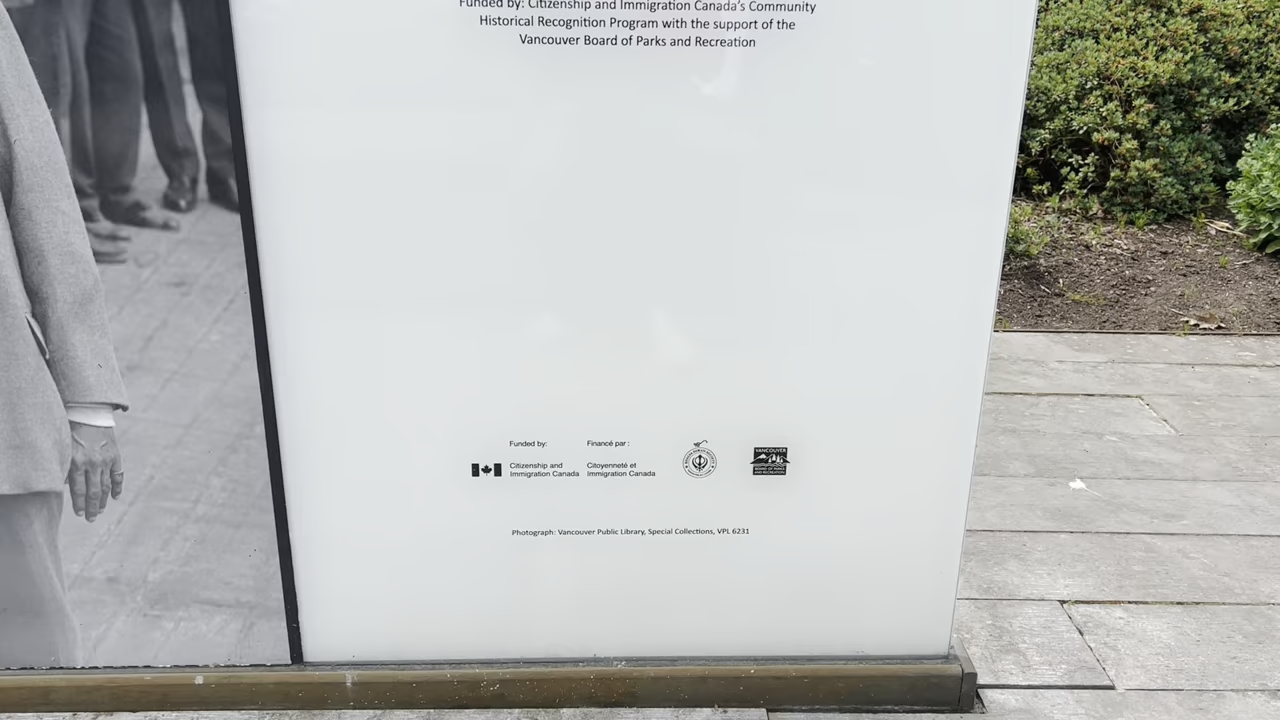 Funded by: Citizenship and Immigration Canada's Community
Historical Recognition Program with the support of the
Vancouver Board of Parks and Recreation
Funded by:
Financé par :
Citizenship and
Immigration Canada
Citoyenneté et
Immigration Canada
VANCOUVER
BOARD OF PARKS
AND RECREATION
Photograph: Vancouver Public Library, Special Collections, VPL 6231